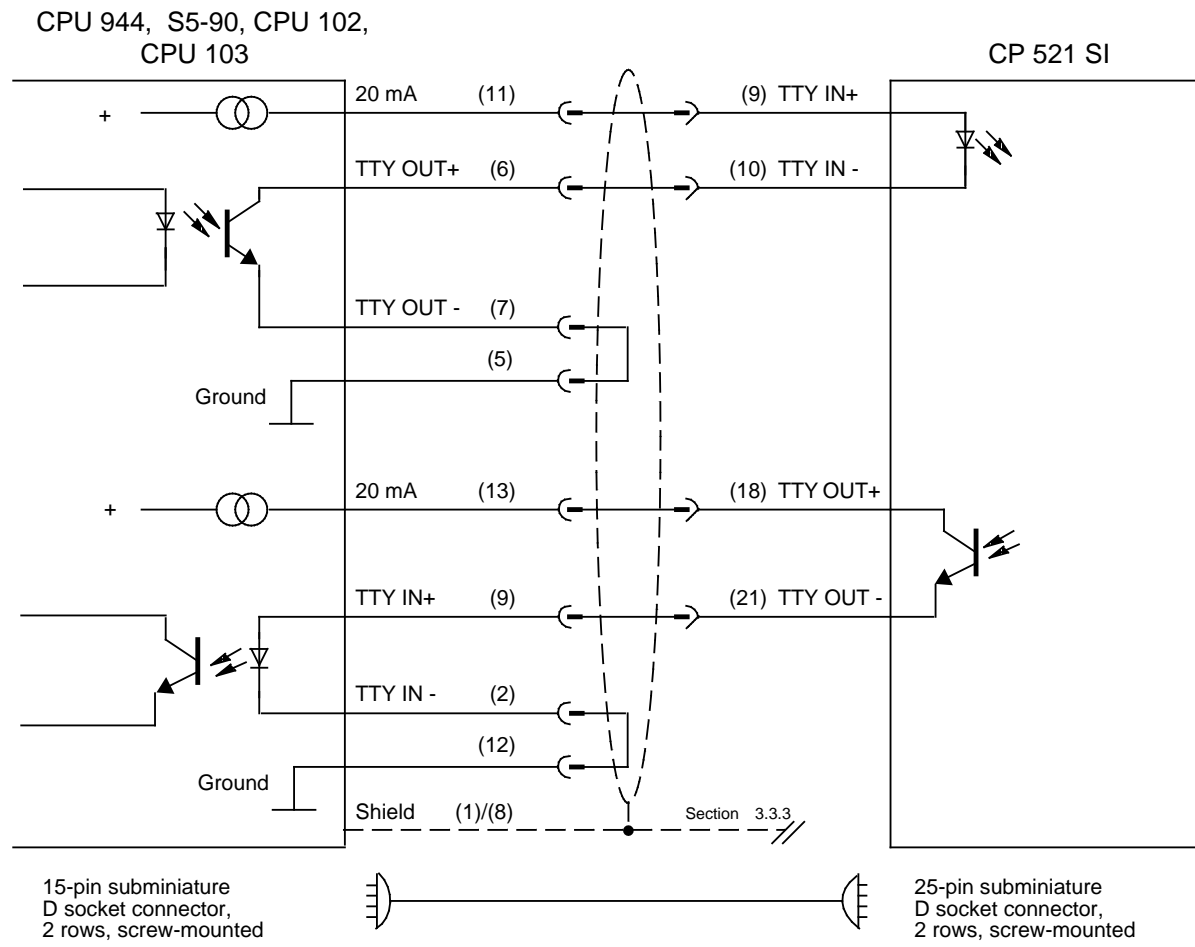 CPU 944, S5-90, CPU 102,
CPU 103
CP 521 SI
+ 20 mA (11) (9) TTY IN+
TTY OUT+ (6) (10) TTY IN -
TTY OUT - (7)
(5)
Ground
+ 20 mA (13) (18) TTY OUT+
TTY IN+ (9) (21) TTY OUT -
TTY IN - (2)
(12)
Ground
Shield (1)/(8) Section 3.3.3
15-pin subminiature
D socket connector,
2 rows, screw-mounted
25-pin subminiature
D socket connector,
2 rows, screw-mounted